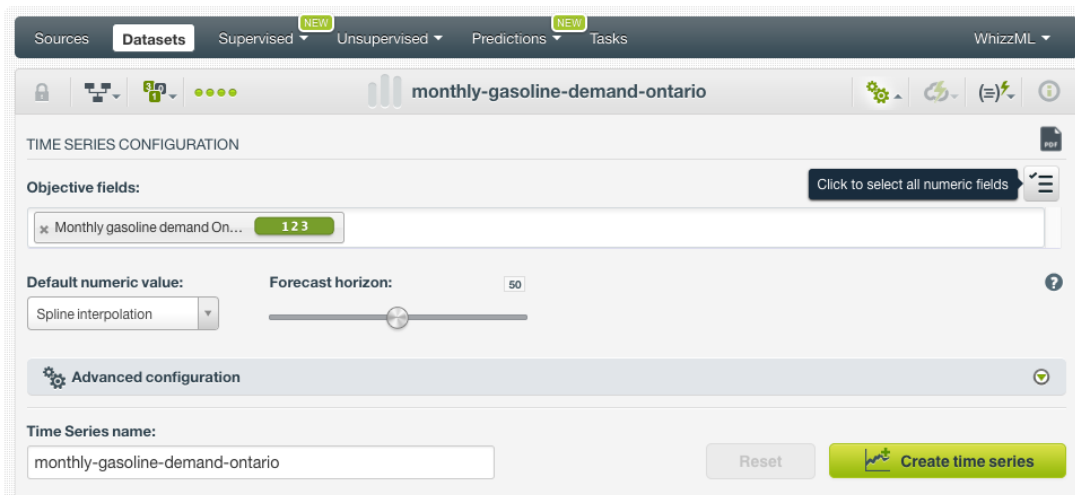 NEW NEW
Sources Datasets Supervised Unsupervised Predictions Tasks WhizzML
monthly-gasoline-demand-ontario
TIME SERIES CONFIGURATION
PDF
Objective fields:
Click to select all numeric fields
× Monthly gasoline demand On... 123
Default numeric value: Forecast horizon: 50
Spline interpolation
Advanced configuration
Time Series name:
monthly-gasoline-demand-ontario
Reset Create time series